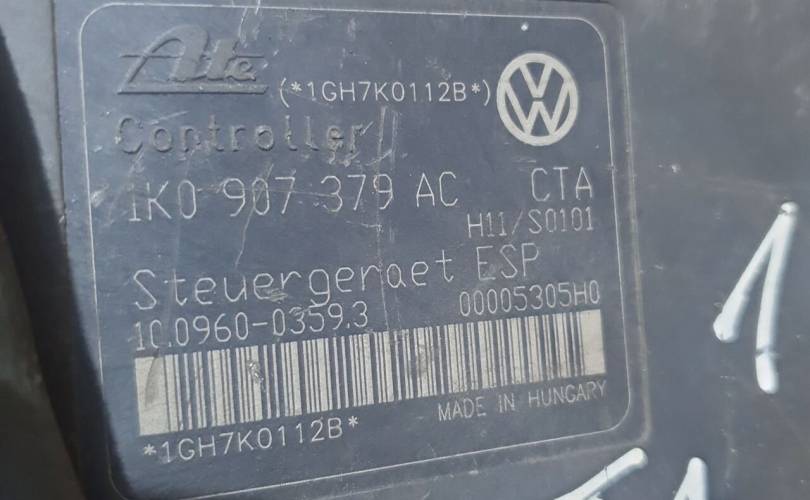 Ate (*1GH7K0112B*)
Controller
1K0 907 379 AC CTA
H11/S0101
Steuergeraet ESP
10.0960-0359.3 00005305H0
MADE IN HUNGARY
*1GH7K0112B*
1